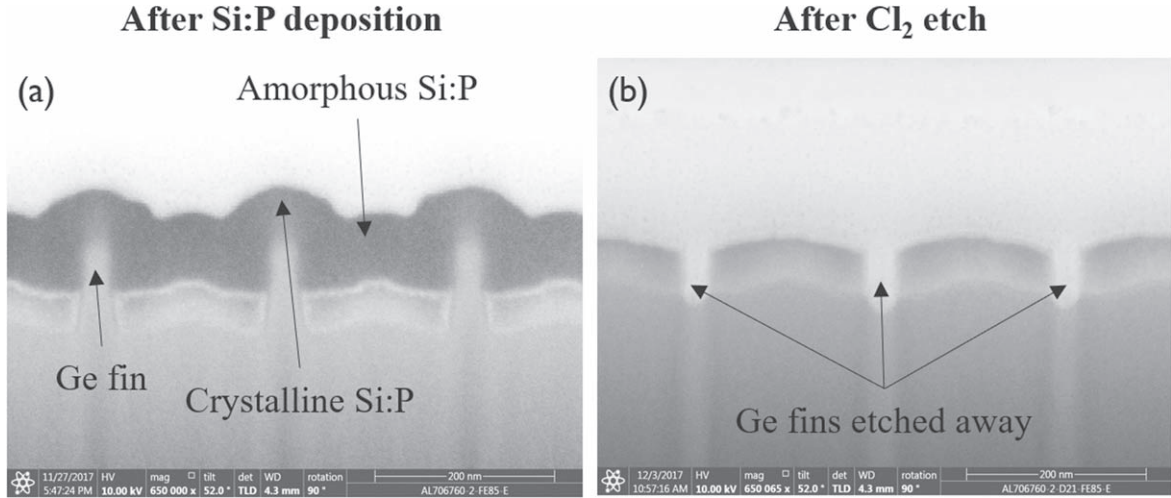 After Si:P deposition
After Cl₂ etch
(a)
Amorphous Si:P
Ge fin
Crystalline Si:P
11/27/2017 HV mag tilt det WD rotation 200 nm
5:47:24 PM 10.00 kV 650 000 x 52.0 ° TLD 4.3 mm 90 ° AL706760-2-FE85-E
(b)
Ge fins etched away
12/3/2017 HV mag tilt det WD rotation 200 nm
10:57:16 AM 10.00 kV 650 065 x 52.0 ° TLD 4.3 mm 90 ° AL706760-2-D21-FE85-E